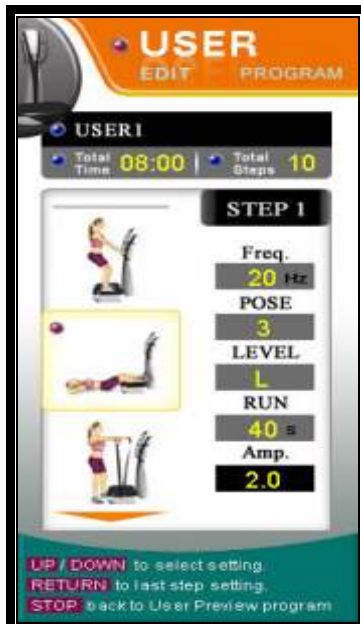 USER
EDIT PROGRAM
USER1
Total Time 08:00 Total Steps 10
STEP 1
Freq.
20 Hz
POSE
3
LEVEL
L
RUN
40 s
Amp.
2.0
UP / DOWN to select setting.
RETURN to last step setting.
STOP back to User Preview program